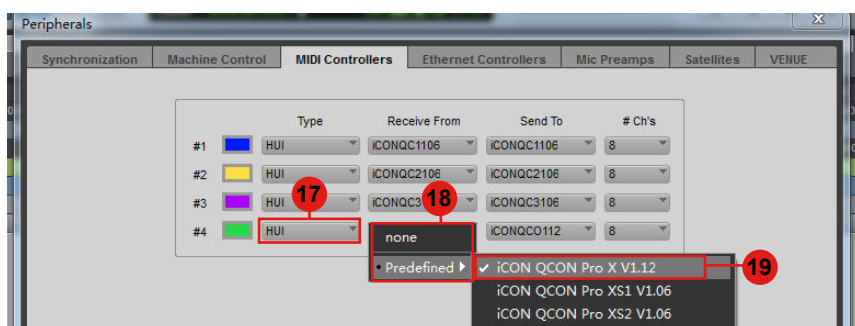 Peripherals
Synchronization Machine Control MIDI Controllers Ethernet Controllers Mic Preamps Satellites VENUE
Type Receive From Send To # Ch's
#1 HUI iCONQC1106 iCONQC1106 8
#2 HUI iCONQC2106 iCONQC2106 8
#3 HUI iCONQC3 iCONQC3106 8
17 18
#4 HUI iCONQCO112 8
none
Predefined iCON QCON Pro X V1.12 19
iCON QCON Pro XS1 V1.06
iCON QCON Pro XS2 V1.06